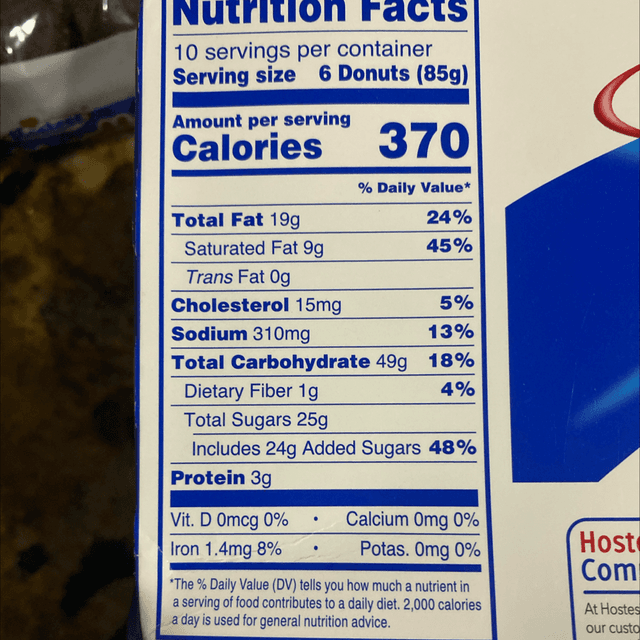 Nutrition Facts
10 servings per container
Serving size 6 Donuts (85g)
Amount per serving
Calories 370
% Daily Value*
Total Fat 19g 24%
Saturated Fat 9g 45%
Trans Fat 0g
Cholesterol 15mg 5%
Sodium 310mg 13%
Total Carbohydrate 49g 18%
Dietary Fiber 1g 4%
Total Sugars 25g
Includes 24g Added Sugars 48%
Protein 3g
Vit. D 0mcg 0% • Calcium 0mg 0%
Iron 1.4mg 8% • Potas. 0mg 0%
*The % Daily Value (DV) tells you how much a nutrient in
a serving of food contributes to a daily diet. 2,000 calories
a day is used for general nutrition advice.
Hoste
Com
At Hostes
our custo